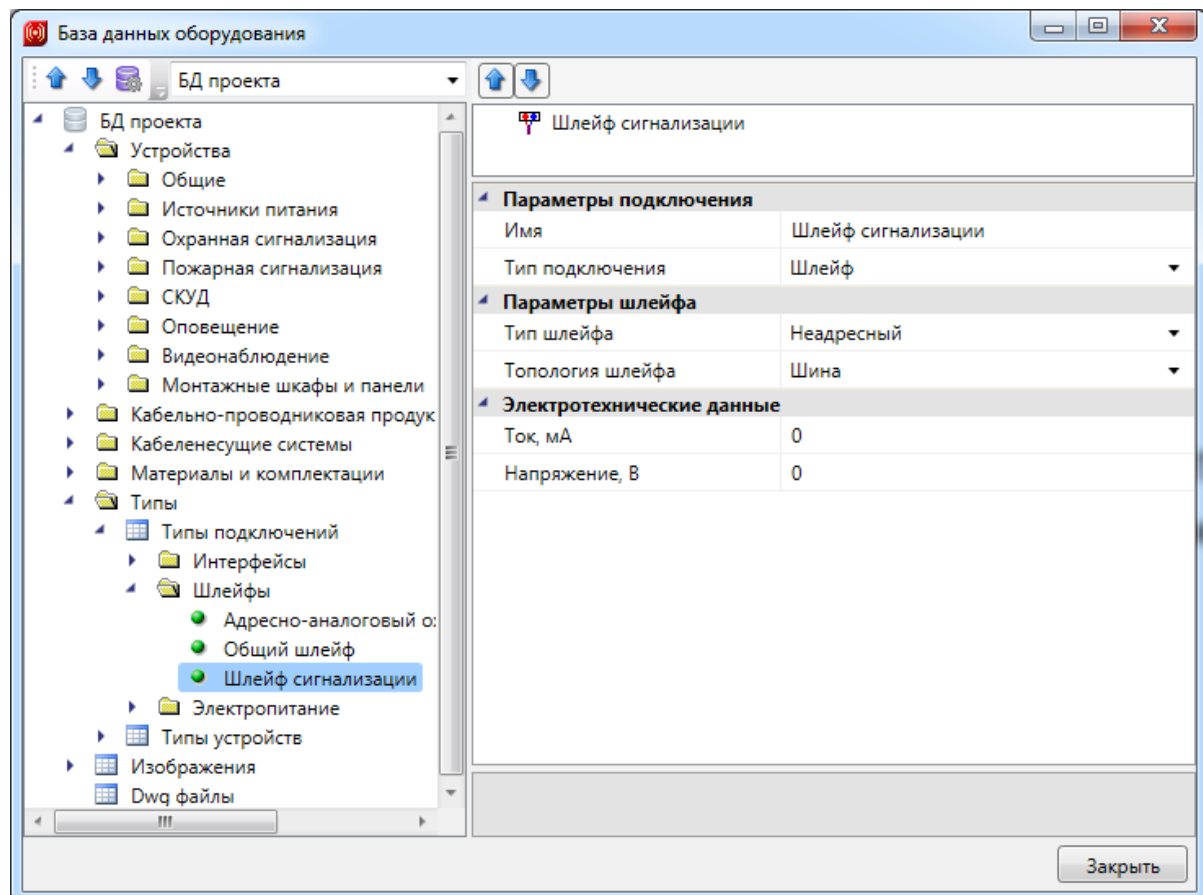 База данных оборудования
БД проекта
БД проекта
Устройства
Общие
Источники питания
Охранная сигнализация
Пожарная сигнализация
СКУД
Оповещение
Видеонаблюдение
Монтажные шкафы и панели
Кабельно-проводниковая продук
Кабеленесущие системы
Материалы и комплектации
Типы
Типы подключений
Интерфейсы
Шлейфы
Адресно-аналоговый о
Общий шлейф
Шлейф сигнализации
Электропитание
Типы устройств
Изображения
Dwg файлы
Шлейф сигнализации
Параметры подключения
Имя Шлейф сигнализации
Тип подключения Шлейф
Параметры шлейфа
Тип шлейфа Неадресный
Топология шлейфа Шина
Электротехнические данные
Ток, мА 0
Напряжение, В 0
Закрыть